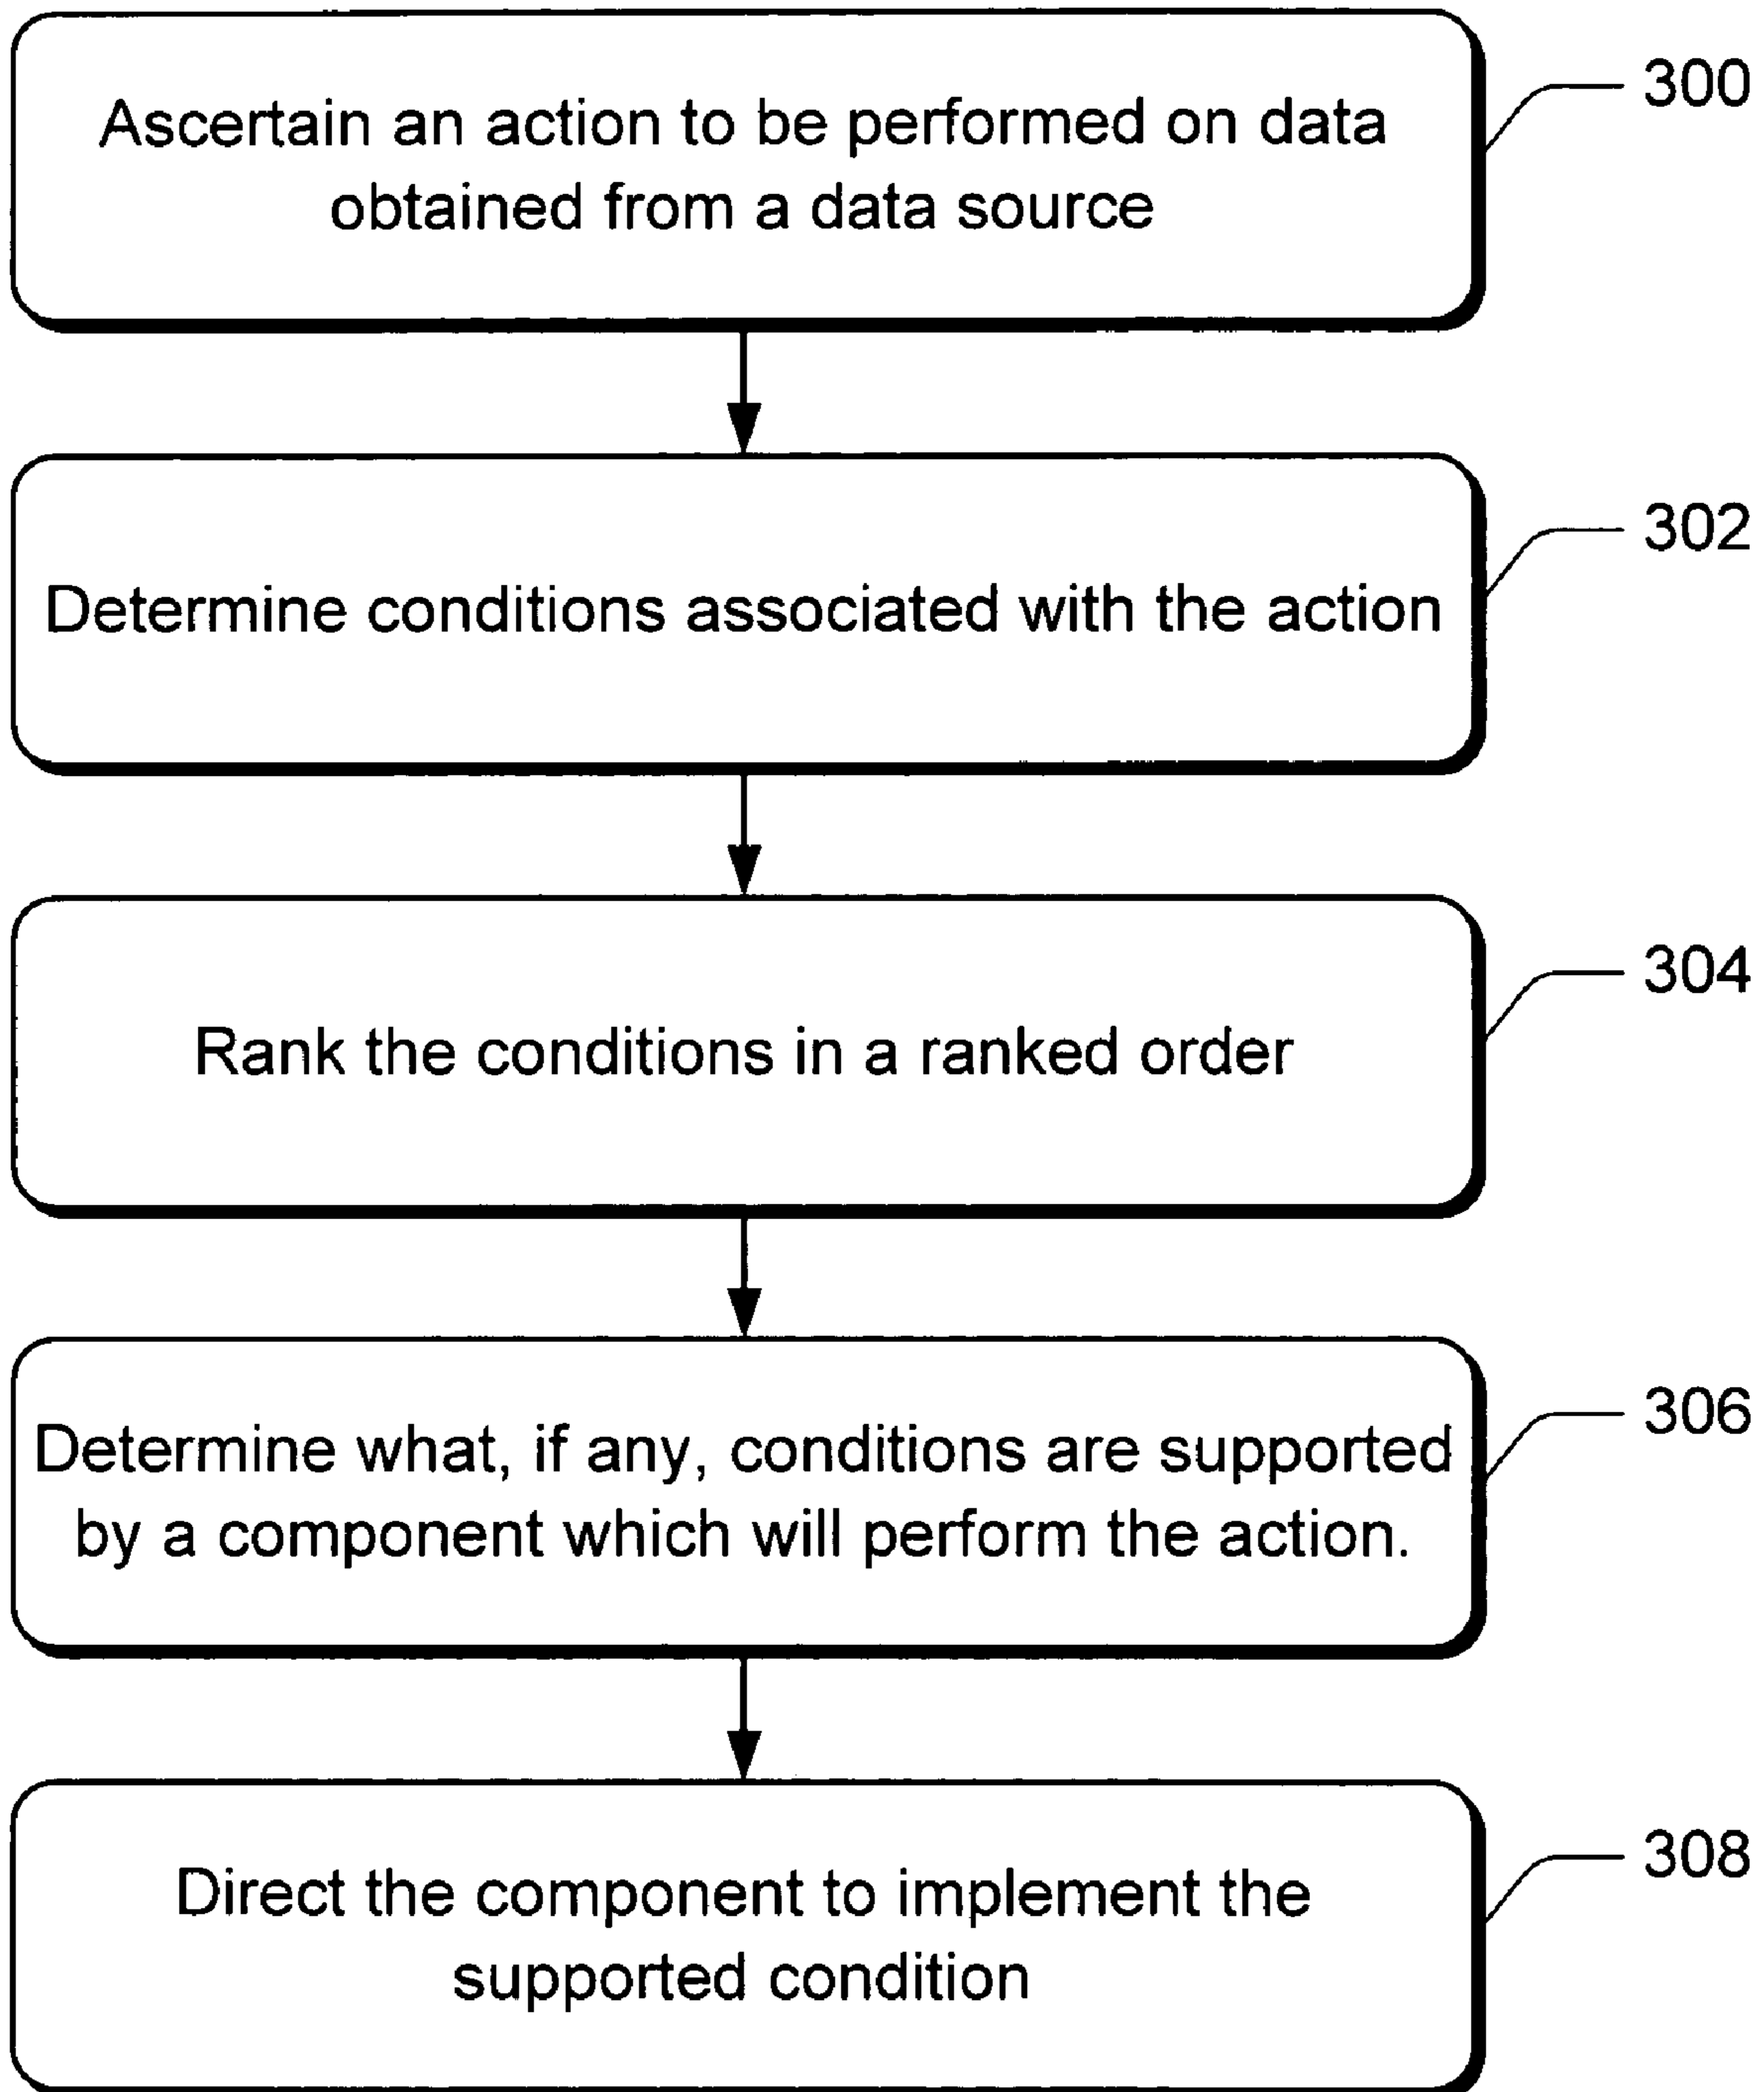 Ascertain an action to be performed on data
obtained from a data source
300
Determine conditions associated with the action
302
Rank the conditions in a ranked order
304
Determine what, if any, conditions are supported
by a component which will perform the action.
306
Direct the component to implement the
supported condition
308